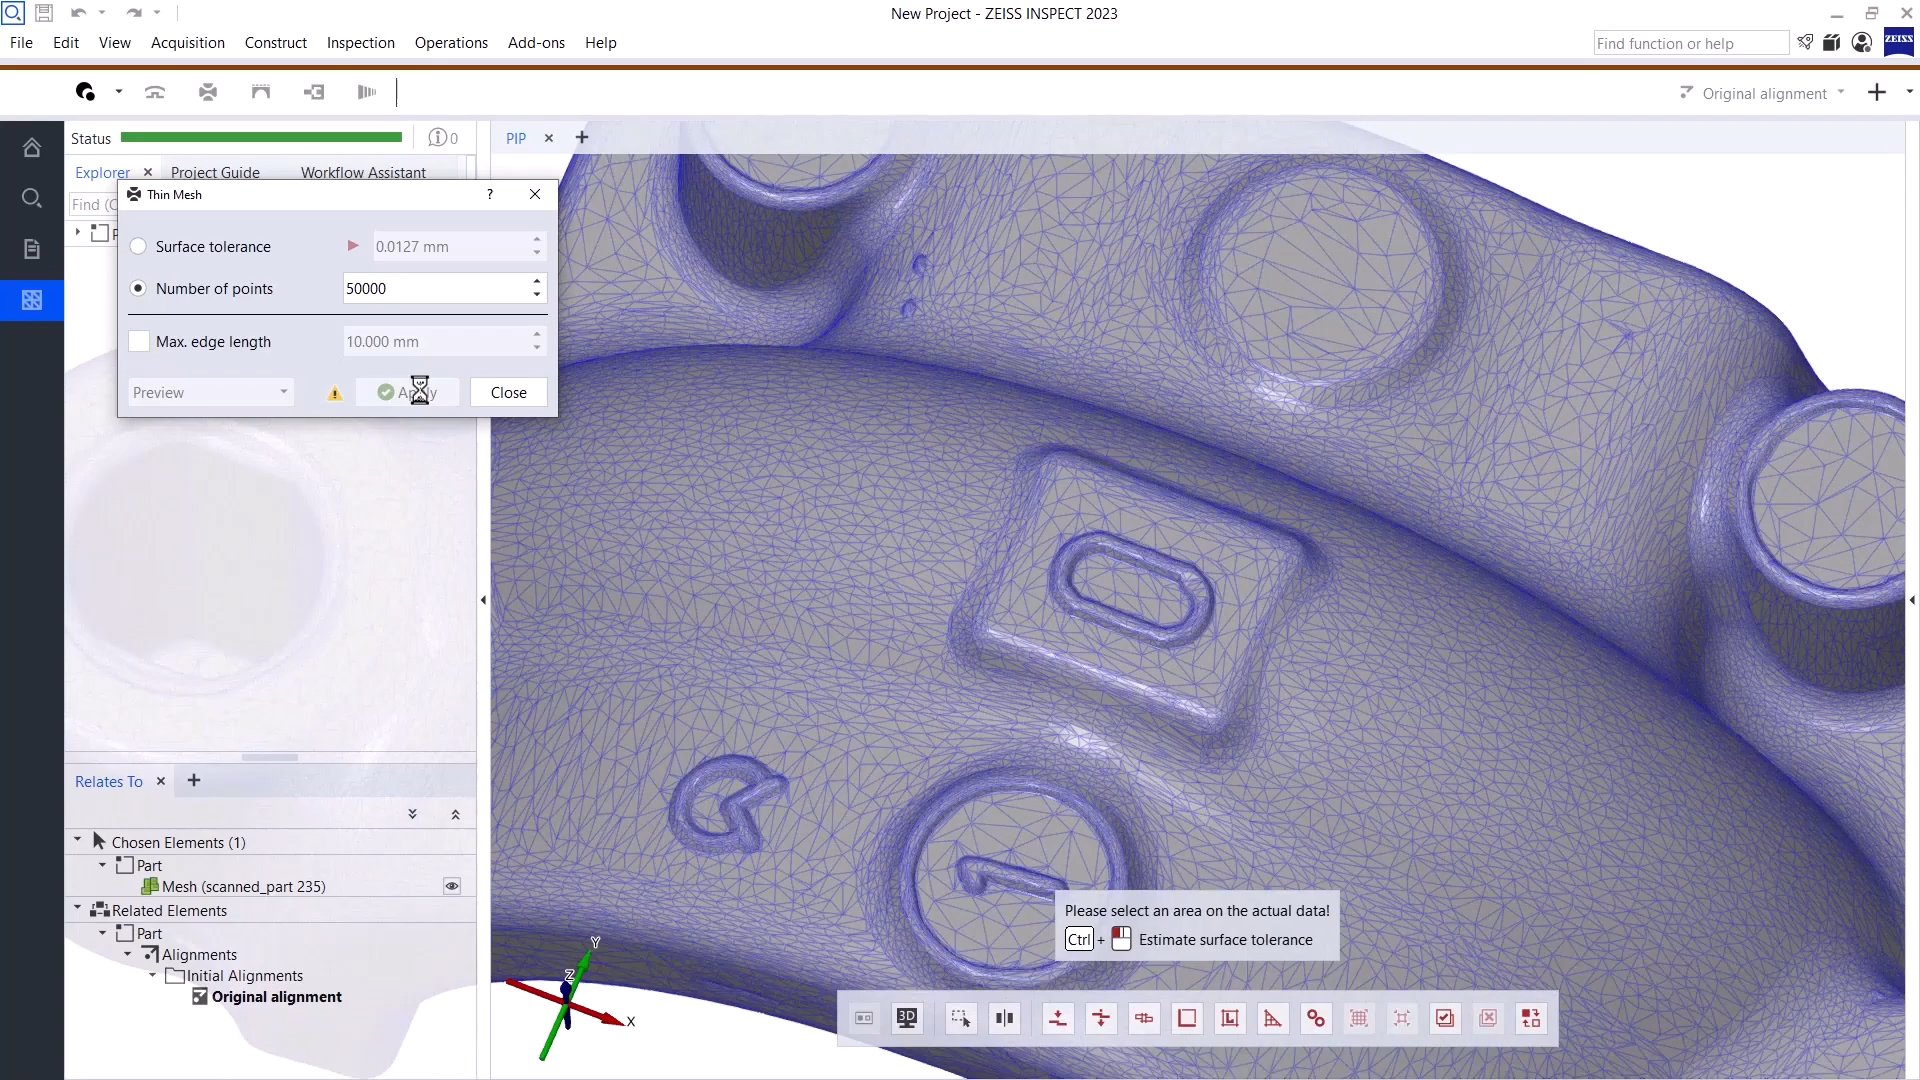 New Project - ZEISS INSPECT 2023
File Edit View Acquisition Construct Inspection Operations Add-ons Help
Find function or help
ZEISS
Original alignment
Status
0
PIP
Explorer
Project Guide
Workflow Assistant
Find (C
Thin Mesh
?
Surface tolerance
0.0127 mm
Number of points
50000
Max. edge length
10.000 mm
Preview
Close
Relates To
Chosen Elements (1)
Part
Mesh (scanned_part 235)
Related Elements
Part
Alignments
Initial Alignments
Original alignment
Please select an area on the actual data!
Ctrl + Estimate surface tolerance
Y
Z
X
3D